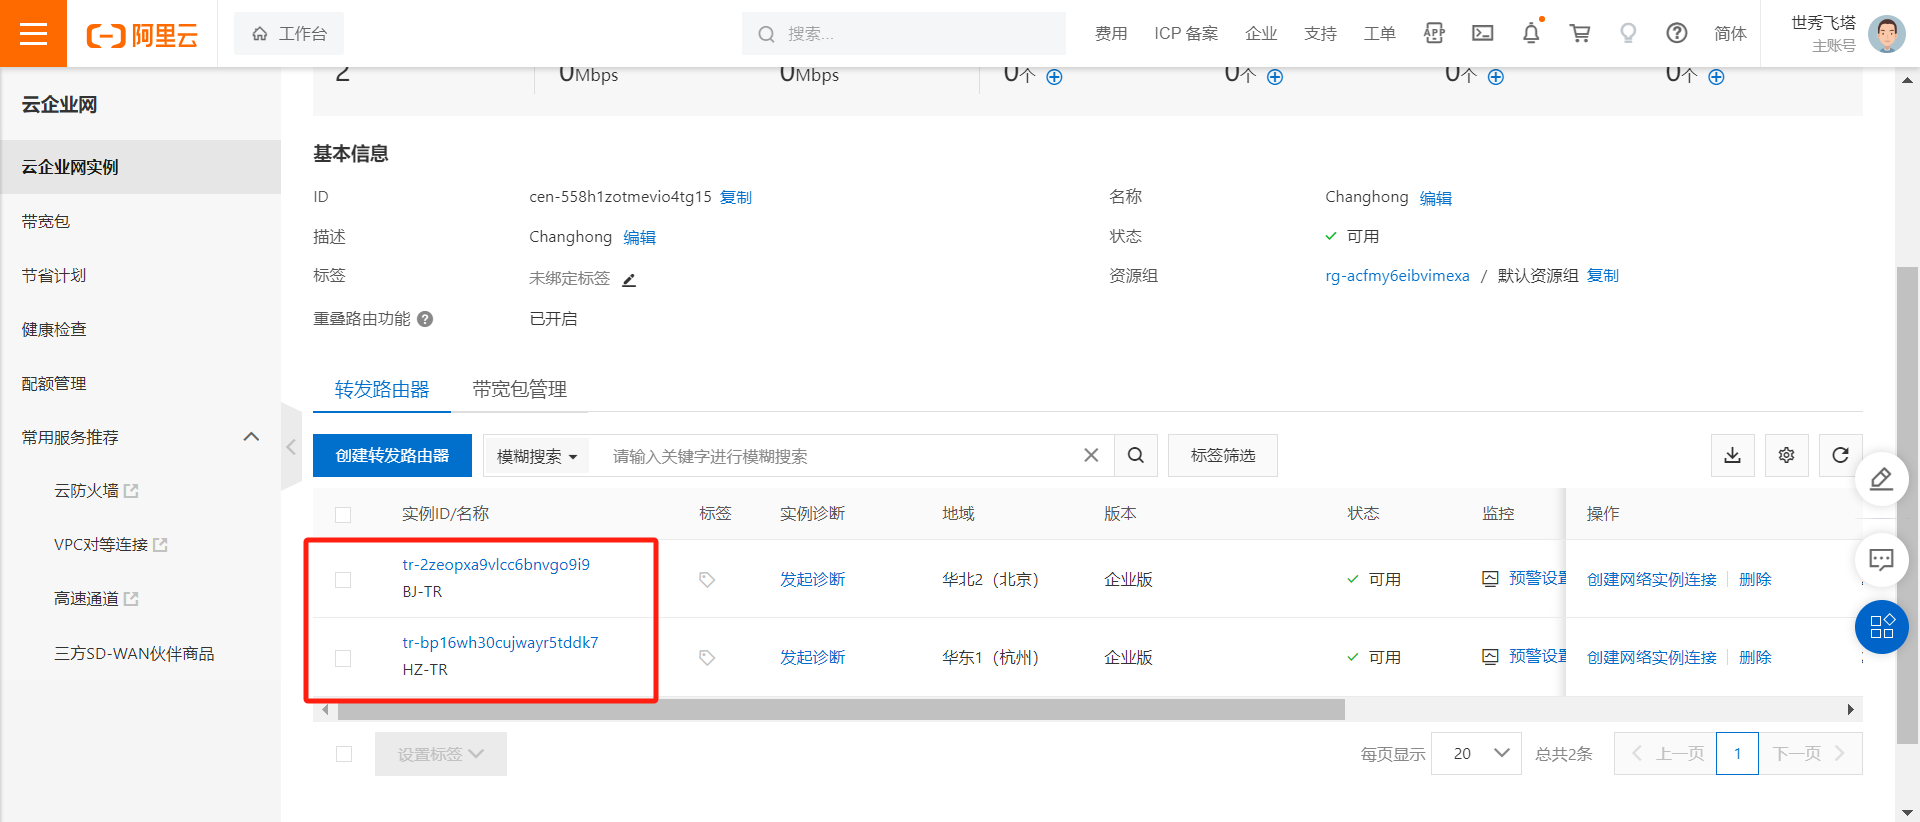 阿里云
工作台
搜索...
费用
ICP 备案
企业
支持
工单
APP
简体
世秀飞塔
主账号
云企业网
云企业网实例
带宽包
节省计划
健康检查
配额管理
常用服务推荐
云防火墙
VPC对等连接
高速通道
三方SD-WAN伙伴商品
2
0Mbps
0Mbps
0个
0个
0个
0个
基本信息
ID
cen-558h1zotmevio4tg15 复制
名称
Changhong 编辑
描述
Changhong 编辑
状态
可用
标签
未绑定标签
资源组
rg-acfmy6eibvimexa / 默认资源组 复制
重叠路由功能
已开启
转发路由器
带宽包管理
创建转发路由器
模糊搜索
请输入关键字进行模糊搜索
标签筛选
实例ID/名称
标签
实例诊断
地域
版本
状态
监控
操作
tr-2zeopxa9vlcc6bnvgo9i9
BJ-TR
发起诊断
华北2（北京）
企业版
可用
预警设置
创建网络实例连接
删除
tr-bp16wh30cujwayr5tddk7
HZ-TR
发起诊断
华东1（杭州）
企业版
可用
预警设置
创建网络实例连接
删除
设置标签
每页显示
20
总共2条
上一页
1
下一页